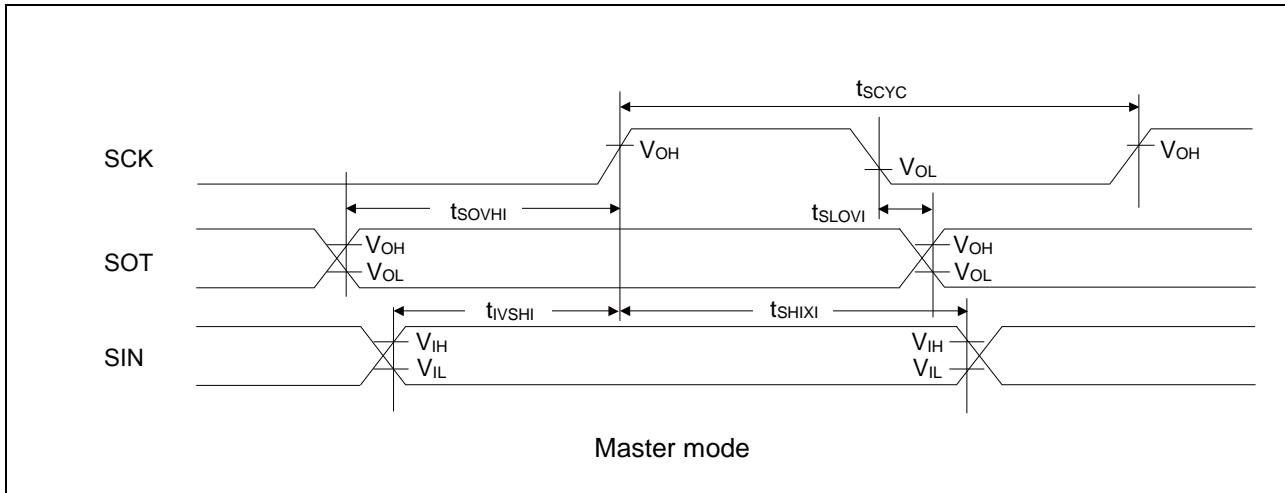 tSCYC
SCK
VOH
VOL
VOH
tSOVHI
tSLOVI
SOT
VOH
VOL
VOH
VOL
tIVSHI
tSHIXI
SIN
VIH
VIL
VIH
VIL
Master mode